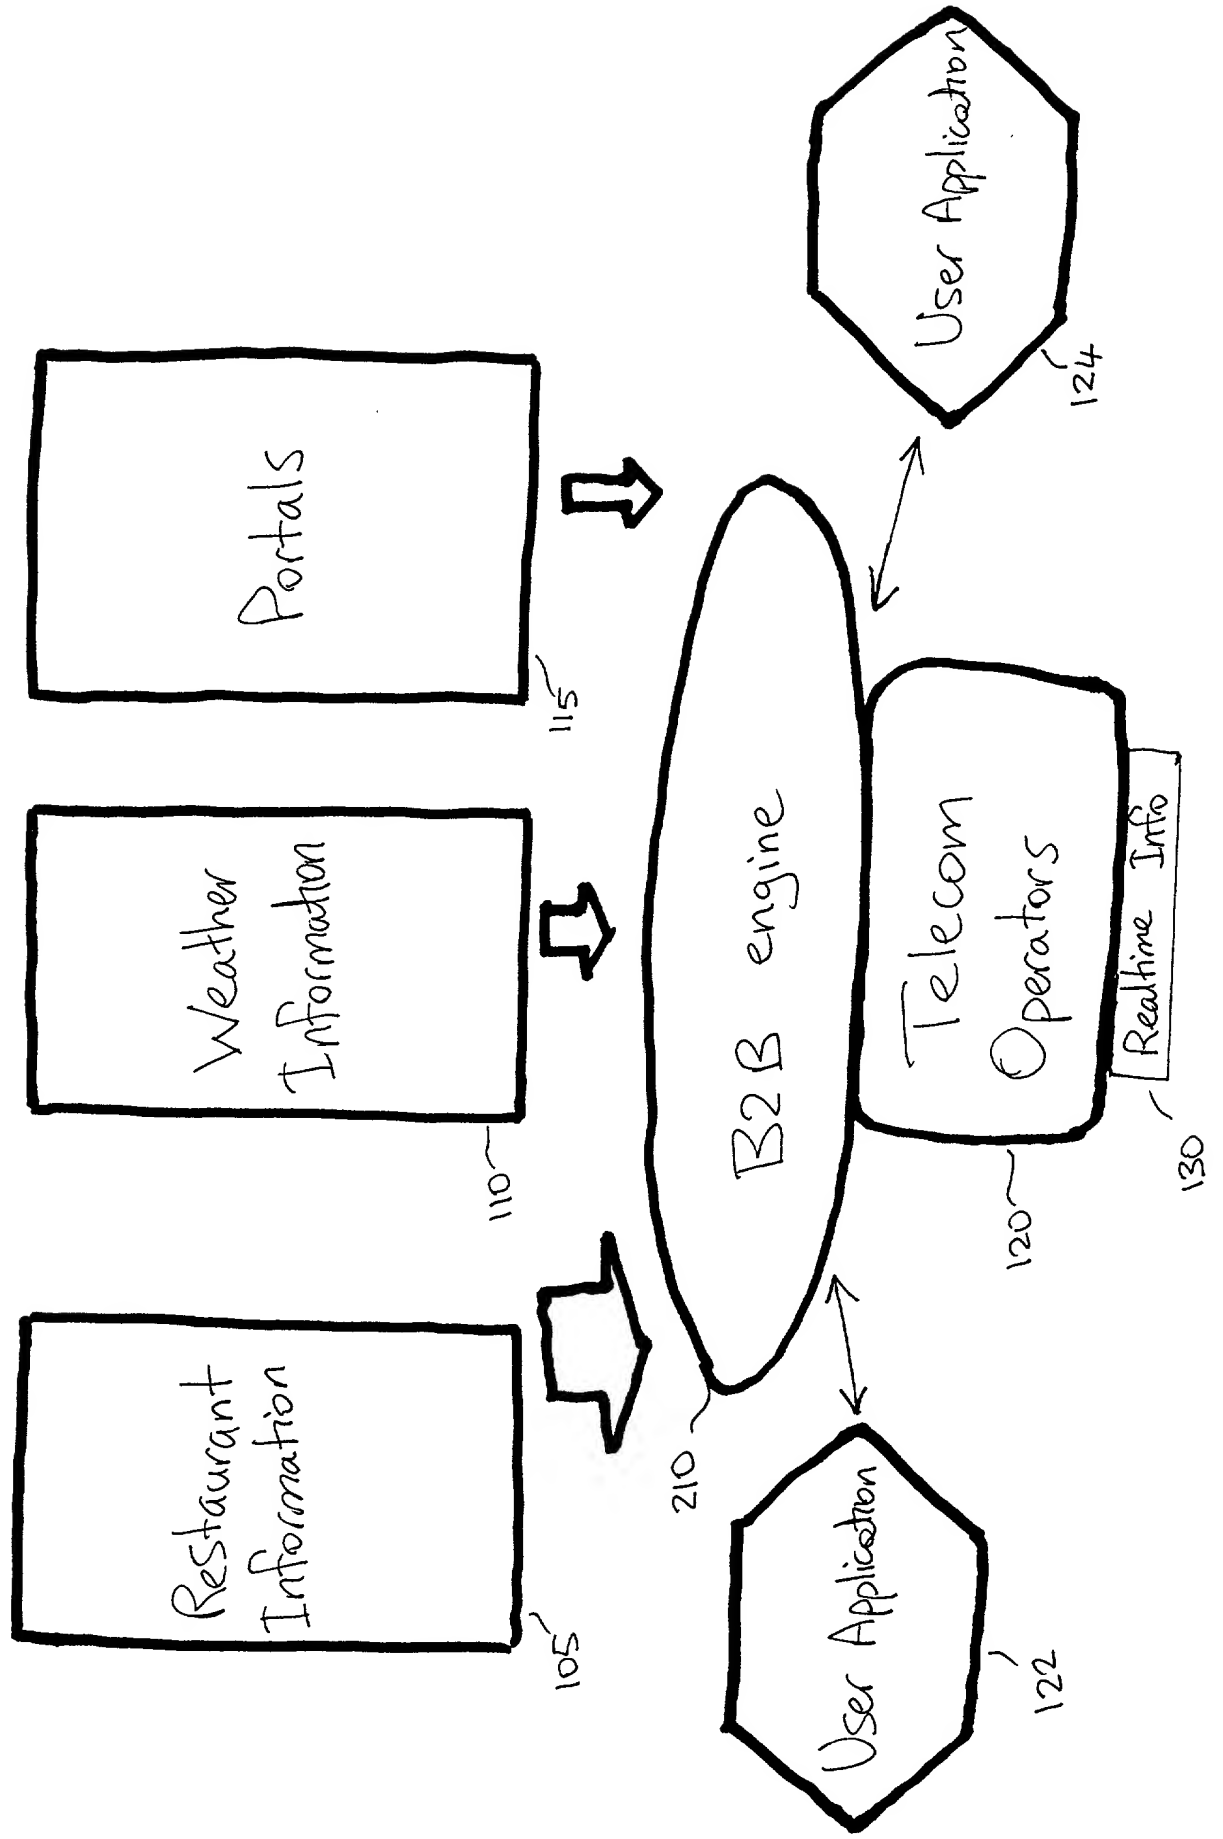 Restaurant
Information
105
Weather
Information
110
Portals
115
B2B engine
210
User Application
122
Telecom
Operators
120
Realtime Info
130
User Application
124